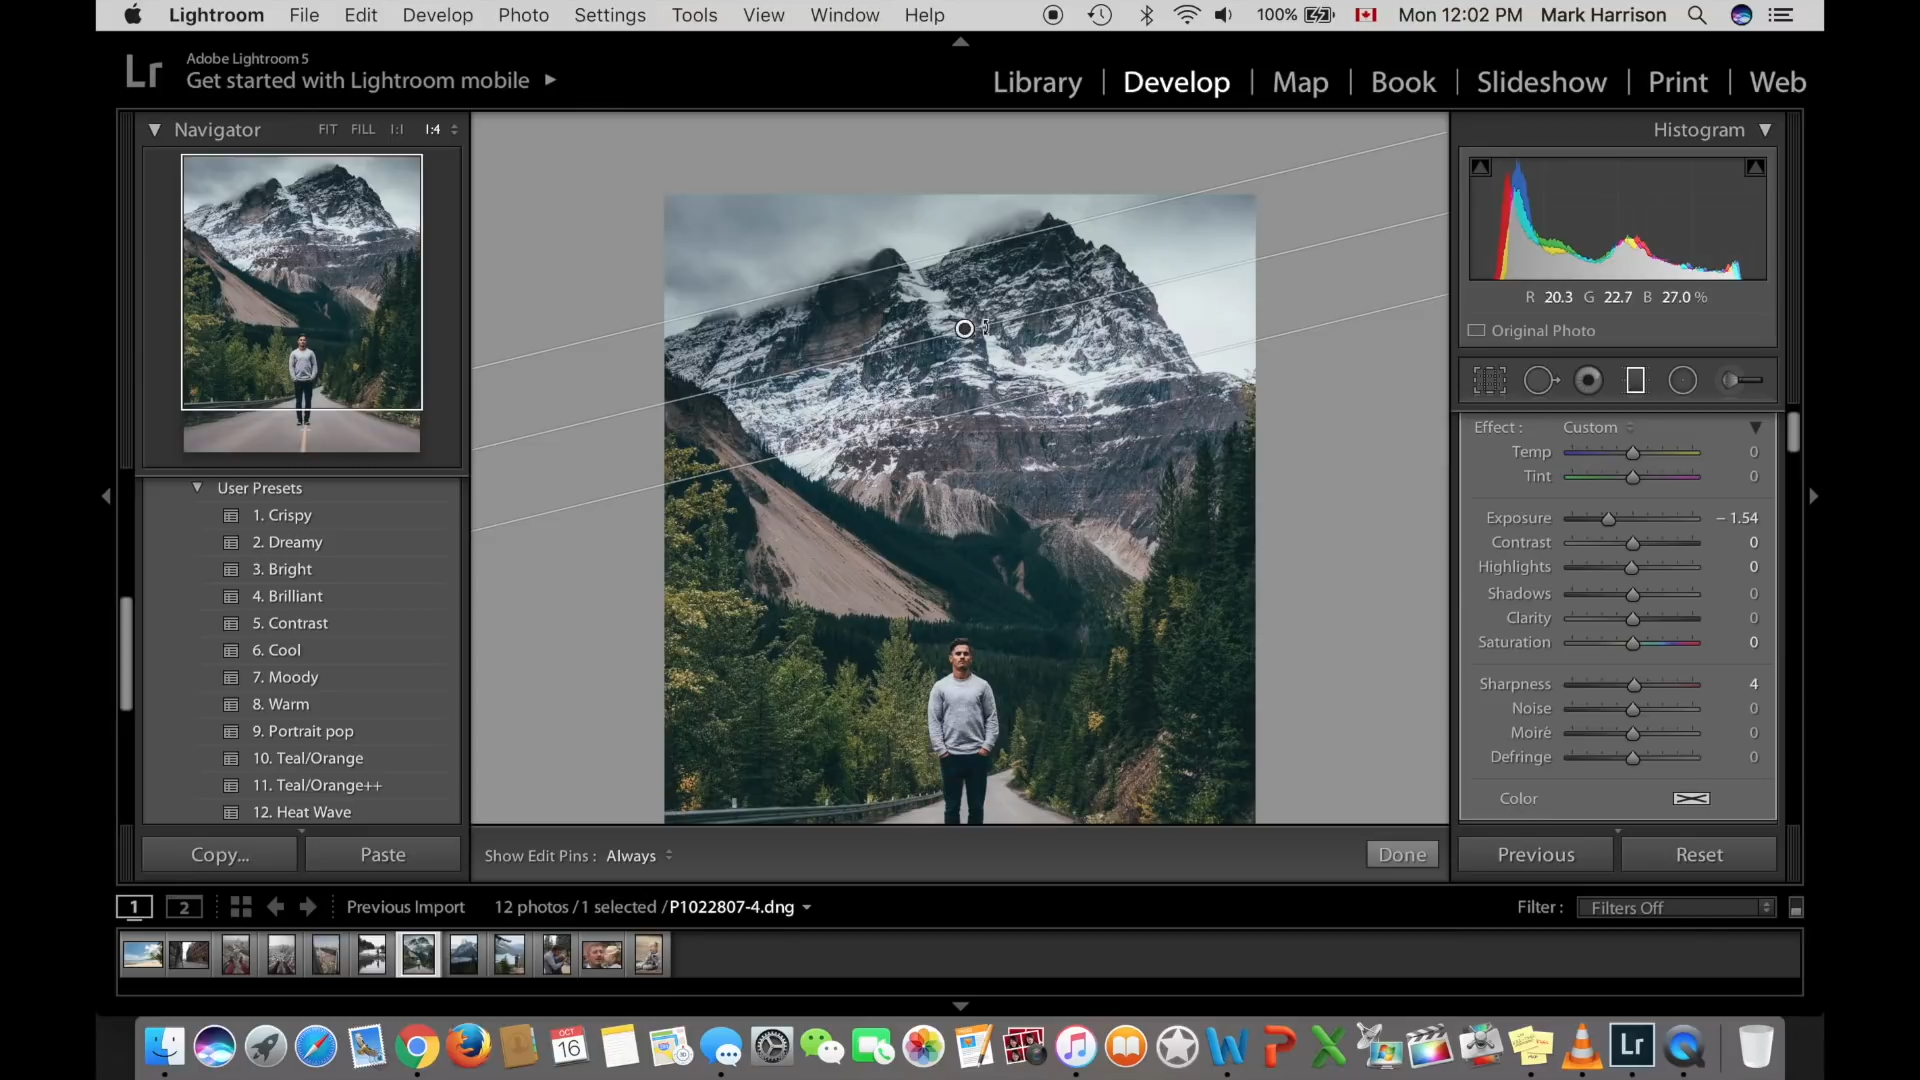 Lightroom File Edit Develop Photo Settings Tools View Window Help 100% Mon 12:02 PM Mark Harrison
Lr
Adobe Lightroom 5
Get started with Lightroom mobile
Library | Develop | Map | Book | Slideshow | Print | Web
Navigator FIT FILL 1:1 1:4
Histogram
R 20.3 G 22.7 B 27.0 %
Original Photo
Effect : Custom
Temp 0
Tint 0
Exposure – 1.54
Contrast 0
Highlights 0
Shadows 0
Clarity 0
Saturation 0
Sharpness 4
Noise 0
Moiré 0
Defringe 0
Color
User Presets
1. Crispy
2. Dreamy
3. Bright
4. Brilliant
5. Contrast
6. Cool
7. Moody
8. Warm
9. Portrait pop
10. Teal/Orange
11. Teal/Orange++
12. Heat Wave
Copy... Paste
Show Edit Pins : Always
Done
Previous Reset
1 2 Previous Import 12 photos / 1 selected / P1022807-4.dng
Filter : Filters Off
OCT
16
Lr